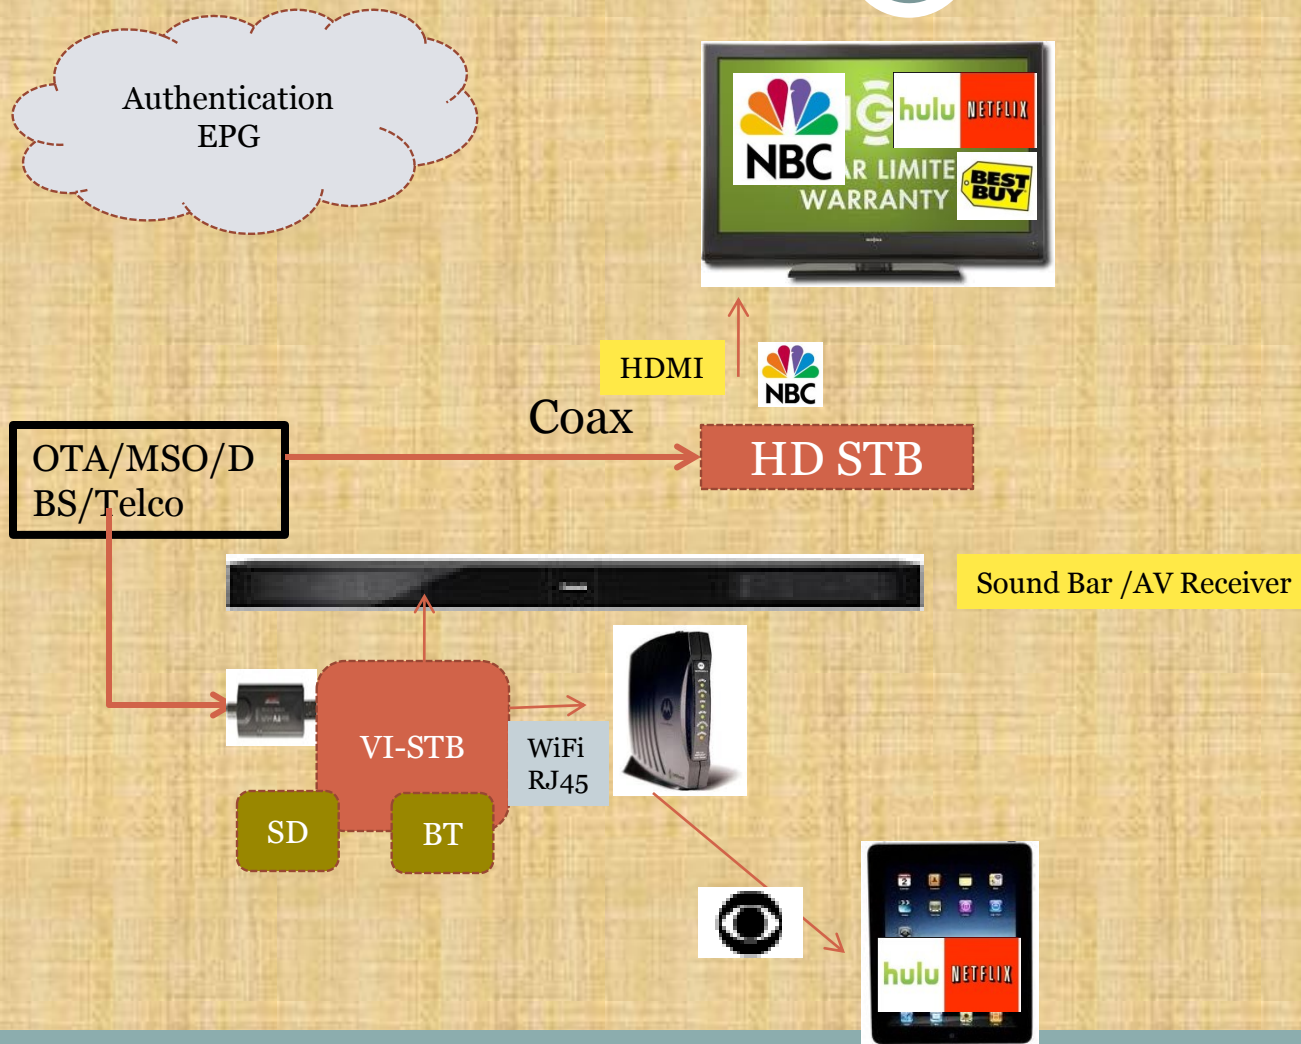 Authentication
EPG
NBC
hulu
NETFLIX
AR LIMITE
WARRANTY
BEST
BUY
HDMI
NBC
Coax
OTA/MSO/D
BS/Telco
HD STB
Sound Bar /AV Receiver
VI-STB
WiFi
RJ45
SD
BT
hulu
NETFLIX